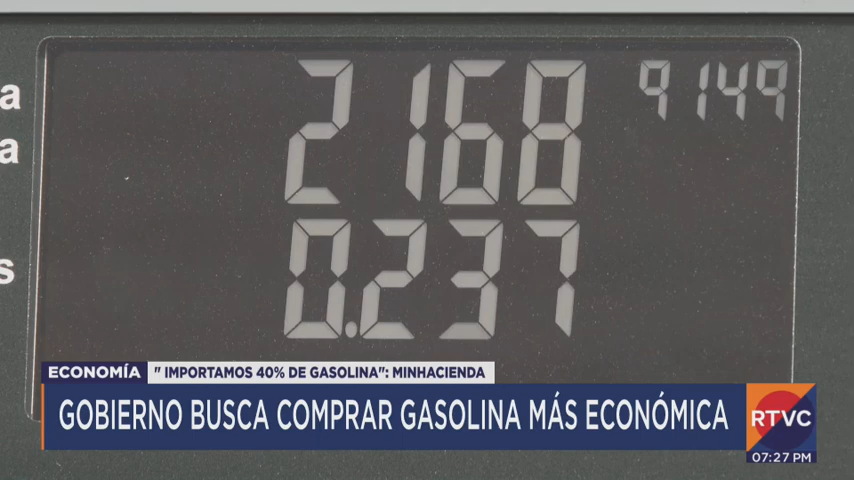 a
2168
9149
a
0.237
s
ECONOMÍA
" IMPORTAMOS 40% DE GASOLINA": MINHACIENDA
GOBIERNO BUSCA COMPRAR GASOLINA MÁS ECONÓMICA
RTVC
07:27 PM